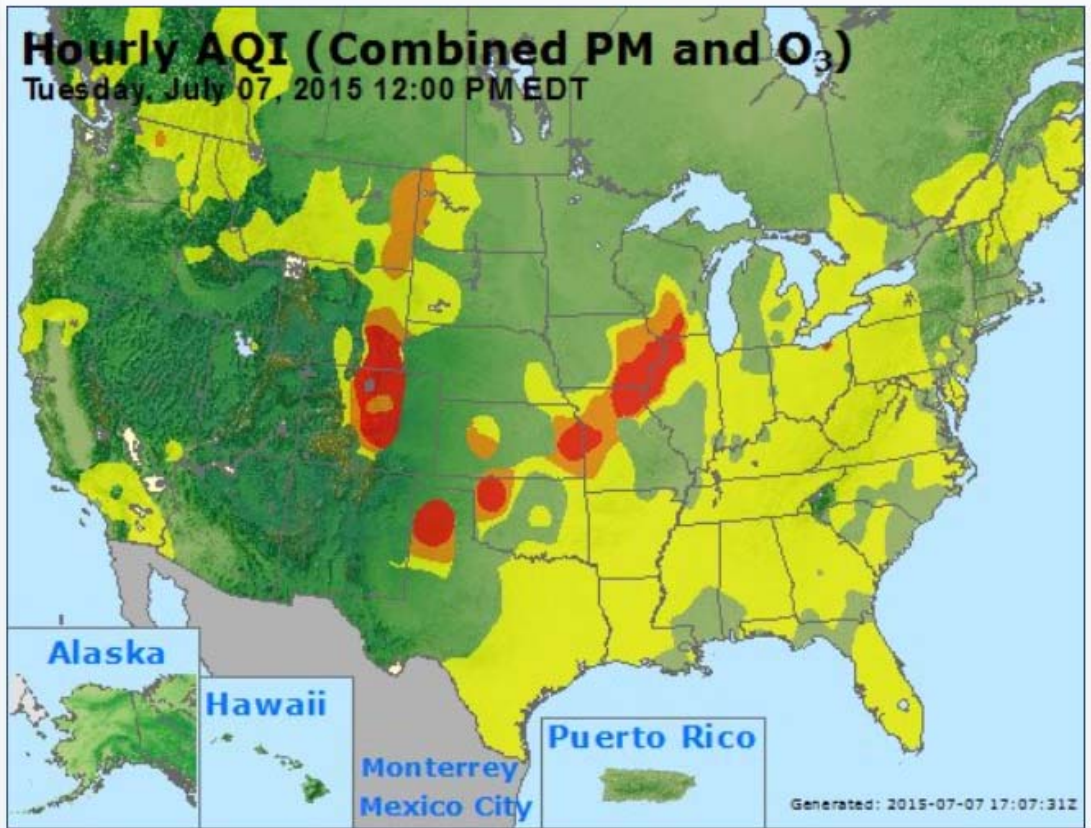 Hourly AQI (Combined PM and O₃)
Tuesday, July 07, 2015 12:00 PM EDT
Alaska
Hawaii
Monterrey
Mexico City
Puerto Rico
Generated: 2015-07-07 17:07:31Z